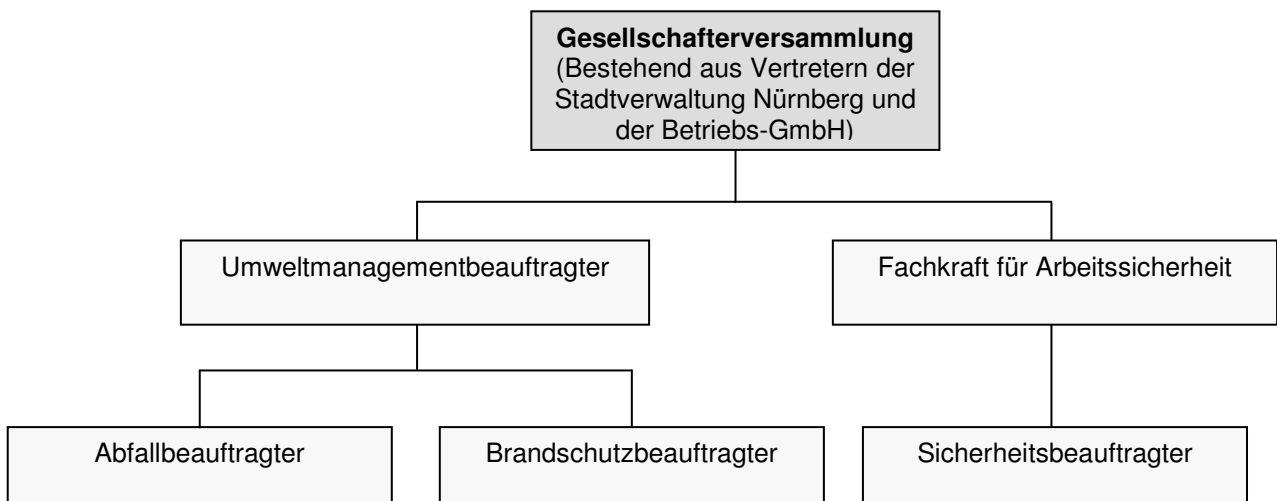 Gesellschafterversammlung
(Bestehend aus Vertretern der
Stadtverwaltung Nürnberg und
der Betriebs-GmbH)
Umweltmanagementbeauftragter
Fachkraft für Arbeitssicherheit
Abfallbeauftragter
Brandschutzbeauftragter
Sicherheitsbeauftragter